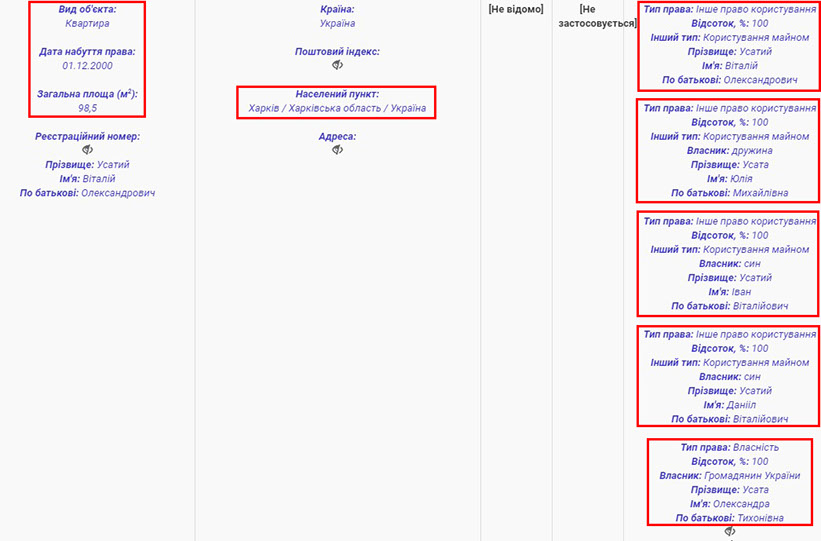 Вид об'єкта:
Квартира
Дата набуття права:
01.12.2000
Загальна площа (м²):
98,5
Реєстраційний номер:
Прізвище: Усатий
Ім'я: Віталій
По батькові: Олександрович
Країна:
Україна
Поштовий індекс:
Населений пункт:
Харків / Харківська область / Україна
Адреса:
[Не відомо]
[Не
застосовується]
Тип права: Інше право користування
Відсоток, %: 100
Інший тип: Користування майном
Прізвище: Усатий
Ім'я: Віталій
По батькові: Олександрович
Тип права: Інше право користування
Відсоток, %: 100
Інший тип: Користування майном
Власник: дружина
Прізвище: Усата
Ім'я: Юлія
По батькові: Михайлівна
Тип права: Інше право користування
Відсоток, %: 100
Інший тип: Користування майном
Власник: син
Прізвище: Усатий
Ім'я: Іван
По батькові: Віталійович
Тип права: Інше право користування
Відсоток, %: 100
Інший тип: Користування майном
Власник: син
Прізвище: Усатий
Ім'я: Данііл
По батькові: Віталійович
Тип права: Власність
Відсоток, %: 100
Власник: Громадянин України
Прізвище: Усата
Ім'я: Олександра
По батькові: Тихонівна